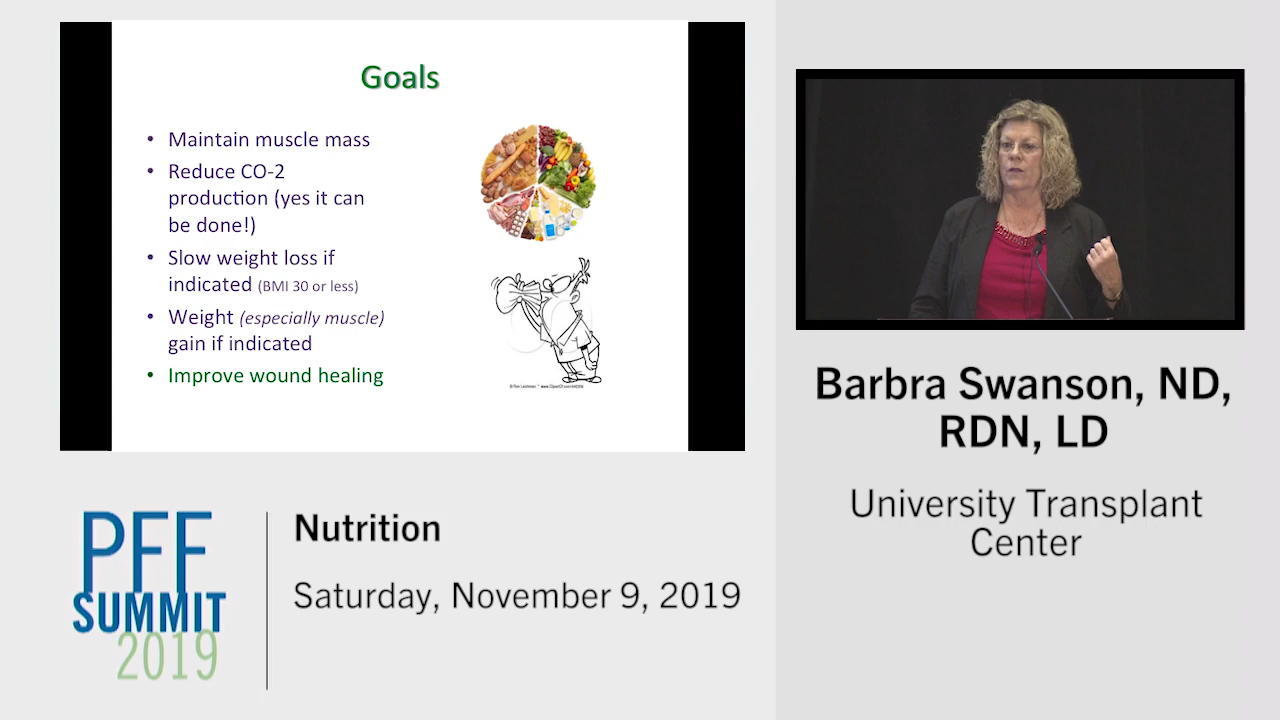 Goals
• Maintain muscle mass
• Reduce CO-2
production (yes it can
be done!)
• Slow weight loss if
indicated (BMI 30 or less)
• Weight (especially muscle)
gain if indicated
• Improve wound healing
PFF
SUMMIT
2019
Nutrition
Saturday, November 9, 2019
Barbra Swanson, ND,
RDN, LD
University Transplant
Center